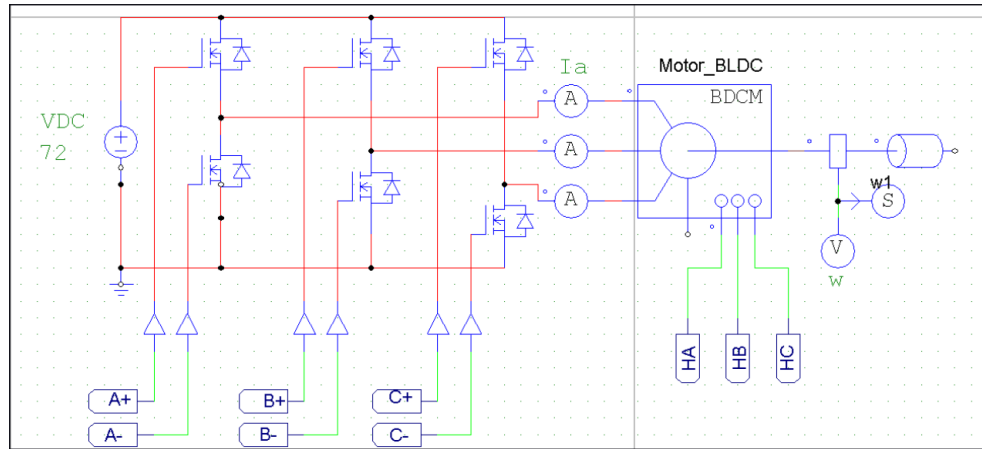 Ia
Motor_BLDC
BDCM
VDC
72
A
A
A
w1
S
V
w
HA
HB
HC
A+
B+
C+
A-
B-
C-